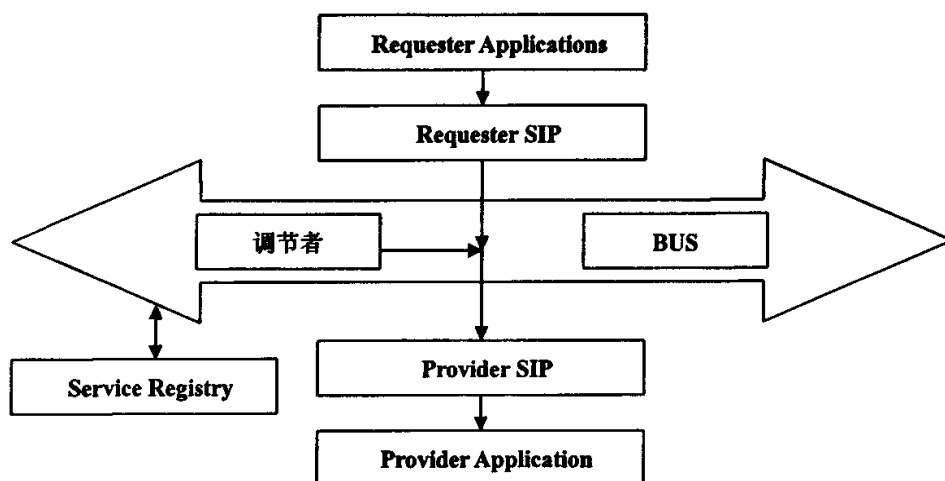 Requester Applications
Requester SIP
调节者
BUS
Provider SIP
Service Registry
Provider Application